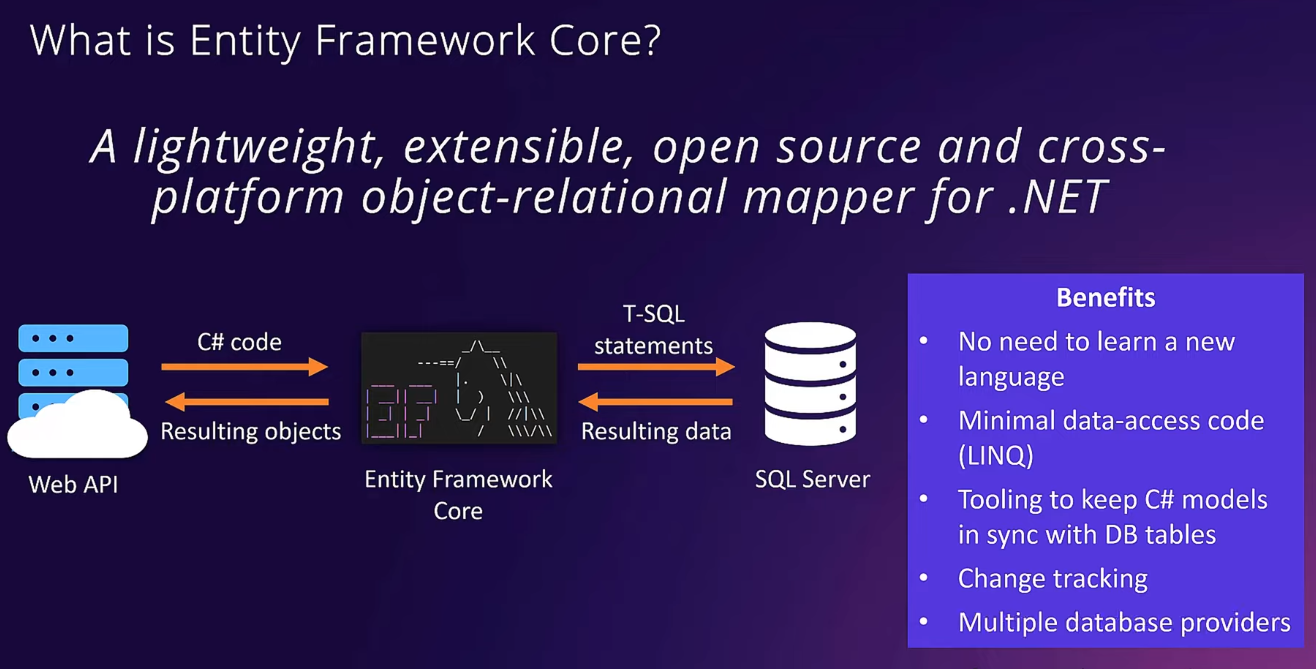 What is Entity Framework Core?
A lightweight, extensible, open source and cross-
platform object-relational mapper for .NET
C# code
Resulting objects
Web API
EF
Entity Framework
Core
T-SQL
statements
Resulting data
SQL Server
Benefits
• No need to learn a new
language
• Minimal data-access code
(LINQ)
• Tooling to keep C# models
in sync with DB tables
• Change tracking
• Multiple database providers